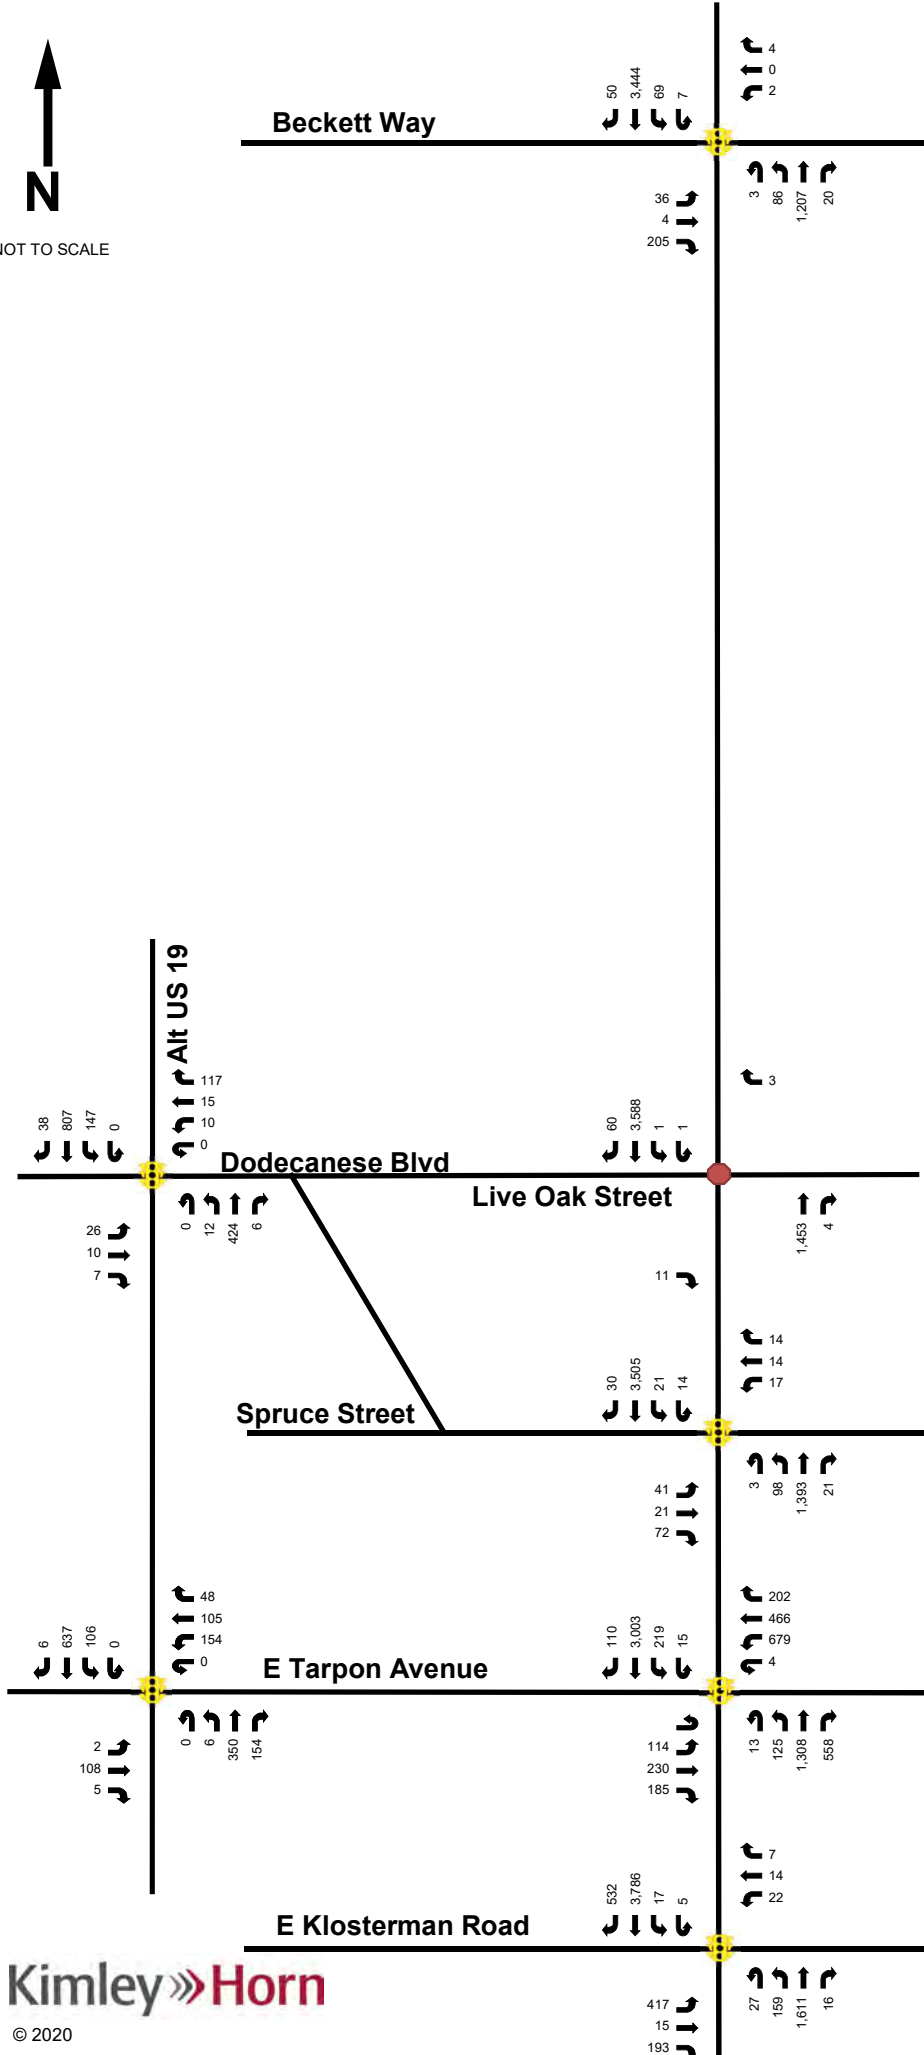 4
0
2
50 3,444 69 7
Beckett Way
N
3 86 1,207 20
36
4
205
NOT TO SCALE
Alt US 19
117
15
10
0
3
38 807 147 0
60 3,588 1 1
Dodecanese Blvd
Live Oak Street
0 12 424 6
1,453 4
26
10
7
11
14
14
17
30 3,505 21 14
Spruce Street
3 98 1,393 21
41
21
72
48
105
154
0
202
466
679
4
6 637 106 0
110 3,003 219 15
E Tarpon Avenue
0 6 350 154
13 125 1,308 558
2
108
5
114
230
185
7
14
22
532 3,786 17 5
E Klosterman Road
27 159 1,611 16
Kimley Horn
417
15
193
© 2020